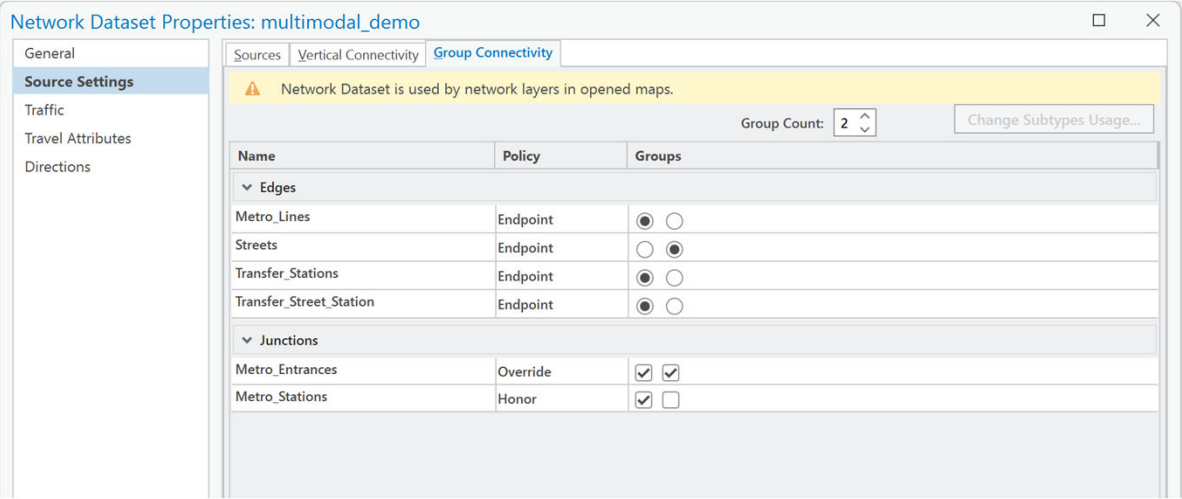 Network Dataset Properties: multimodal_demo
General
Source Settings
Traffic
Travel Attributes
Directions
Sources Vertical Connectivity Group Connectivity
Network Dataset is used by network layers in opened maps.
Group Count: 2 Change Subtypes Usage...
Name Policy Groups
Edges
Metro_Lines Endpoint
Streets Endpoint
Transfer_Stations Endpoint
Transfer_Street_Station Endpoint
Junctions
Metro_Entrances Override
Metro_Stations Honor